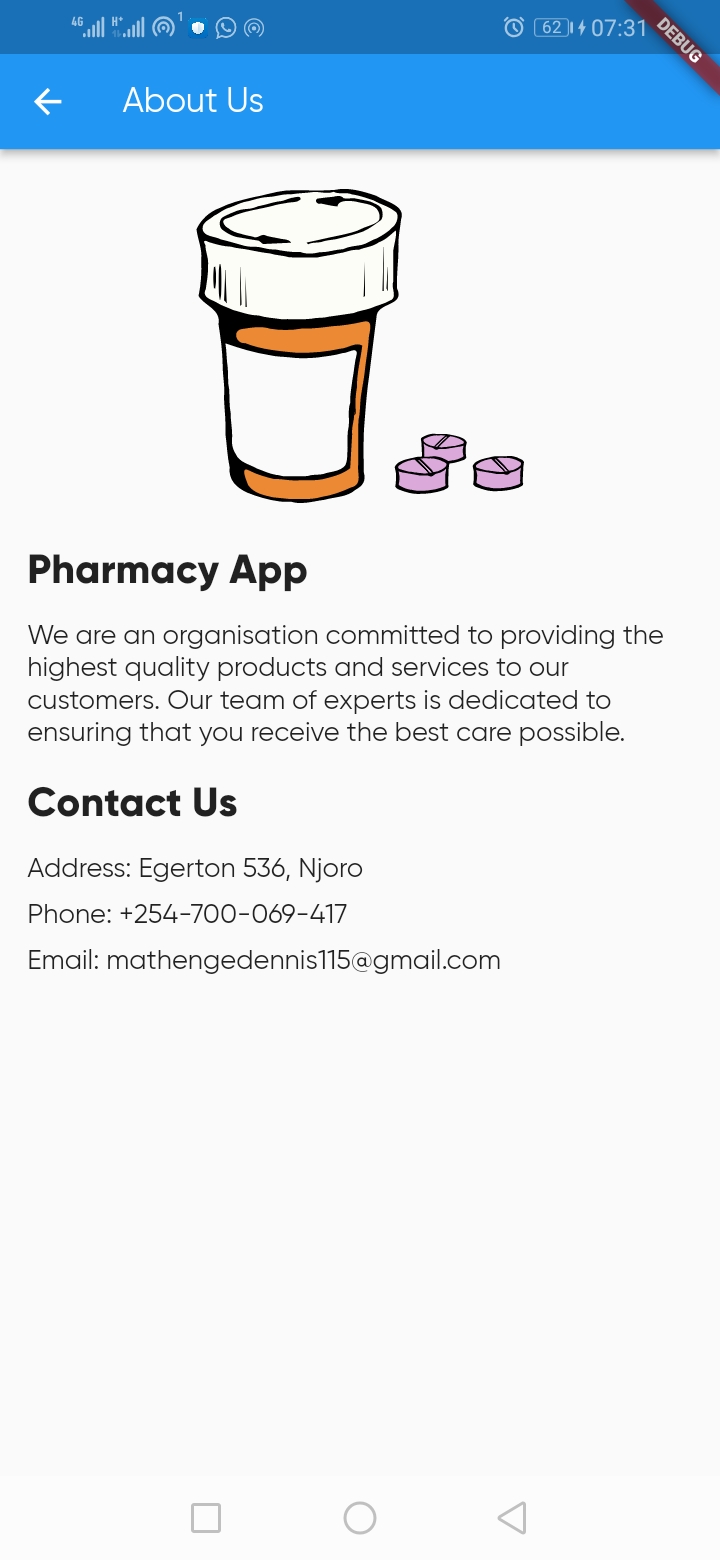 4G H+ 1 62 07:31 DEBUG
About Us
Pharmacy App
We are an organisation committed to providing the
highest quality products and services to our
customers. Our team of experts is dedicated to
ensuring that you receive the best care possible.
Contact Us
Address: Egerton 536, Njoro
Phone: +254-700-069-417
Email: mathengedennis115@gmail.com